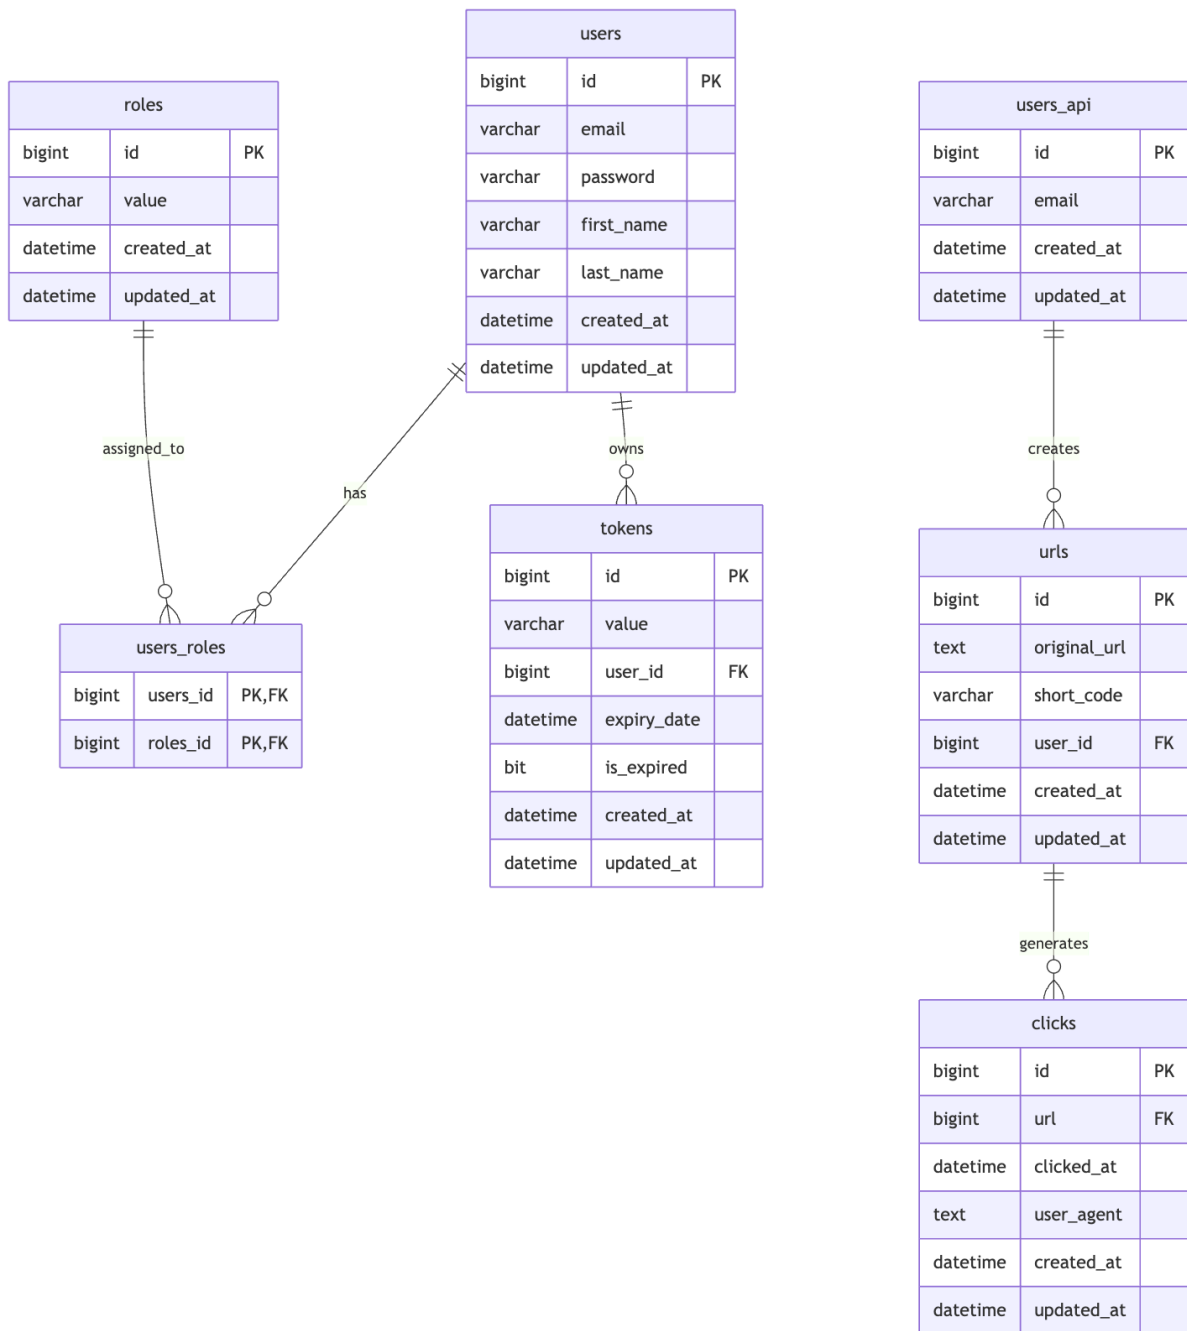 users
bigint id PK
varchar email
varchar password
varchar first_name
varchar last_name
datetime created_at
datetime updated_at
roles
bigint id PK
varchar value
datetime created_at
datetime updated_at
users_api
bigint id PK
varchar email
datetime created_at
datetime updated_at
assigned_to
has
owns
creates
users_roles
bigint users_id PK,FK
bigint roles_id PK,FK
tokens
bigint id PK
varchar value
bigint user_id FK
datetime expiry_date
bit is_expired
datetime created_at
datetime updated_at
urls
bigint id PK
text original_url
varchar short_code
bigint user_id FK
datetime created_at
datetime updated_at
generates
clicks
bigint id PK
bigint url FK
datetime clicked_at
text user_agent
datetime created_at
datetime updated_at